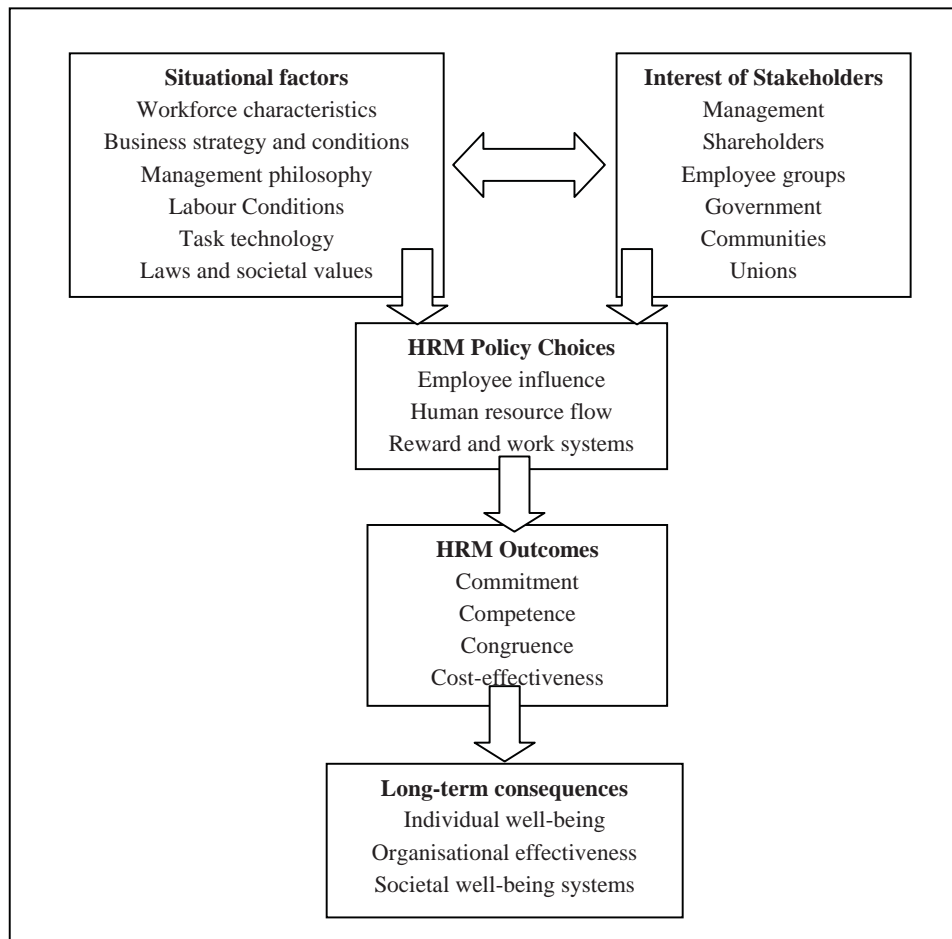 Situational factors
Workforce characteristics
Business strategy and conditions
Management philosophy
Labour Conditions
Task technology
Laws and societal values
Interest of Stakeholders
Management
Shareholders
Employee groups
Government
Communities
Unions
HRM Policy Choices
Employee influence
Human resource flow
Reward and work systems
HRM Outcomes
Commitment
Competence
Congruence
Cost-effectiveness
Long-term consequences
Individual well-being
Organisational effectiveness
Societal well-being systems